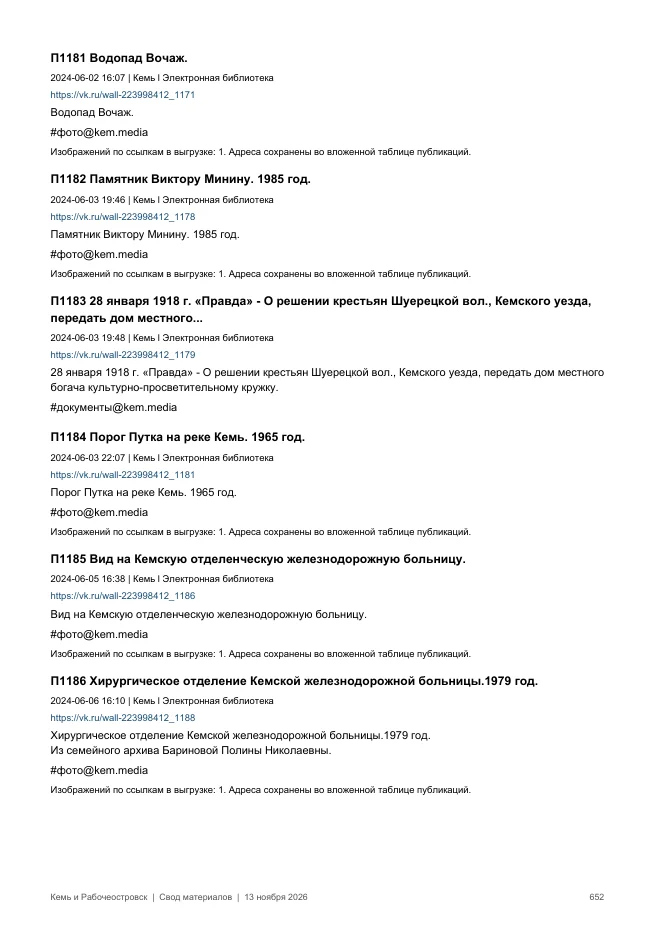 П1181 Водопад Вочаж.
2024-06-02 16:07 | Кемь I Электронная библиотека
https://vk.ru/wall-223998412_1171
Водопад Вочаж.
#фото@kem.media
Изображений по ссылкам в выгрузке: 1. Адреса сохранены во вложенной таблице публикаций.
П1182 Памятник Виктору Минину. 1985 год.
2024-06-03 19:46 | Кемь I Электронная библиотека
https://vk.ru/wall-223998412_1178
Памятник Виктору Минину. 1985 год.
#фото@kem.media
Изображений по ссылкам в выгрузке: 1. Адреса сохранены во вложенной таблице публикаций.
П1183 28 января 1918 г. «Правда» - О решении крестьян Шуерецкой вол., Кемского уезда,
передать дом местного...
2024-06-03 19:48 | Кемь I Электронная библиотека
https://vk.ru/wall-223998412_1179
28 января 1918 г. «Правда» - О решении крестьян Шуерецкой вол., Кемского уезда, передать дом местного
богача культурно-просветительному кружку.
#документы@kem.media
П1184 Порог Путка на реке Кемь. 1965 год.
2024-06-03 22:07 | Кемь I Электронная библиотека
https://vk.ru/wall-223998412_1181
Порог Путка на реке Кемь. 1965 год.
#фото@kem.media
Изображений по ссылкам в выгрузке: 1. Адреса сохранены во вложенной таблице публикаций.
П1185 Вид на Кемскую отделенческую железнодорожную больницу.
2024-06-05 16:38 | Кемь I Электронная библиотека
https://vk.ru/wall-223998412_1186
Вид на Кемскую отделенческую железнодорожную больницу.
#фото@kem.media
Изображений по ссылкам в выгрузке: 1. Адреса сохранены во вложенной таблице публикаций.
П1186 Хирургическое отделение Кемской железнодорожной больницы.1979 год.
2024-06-06 16:10 | Кемь I Электронная библиотека
https://vk.ru/wall-223998412_1188
Хирургическое отделение Кемской железнодорожной больницы.1979 год.
Из семейного архива Бариновой Полины Николаевны.
#фото@kem.media
Изображений по ссылкам в выгрузке: 1. Адреса сохранены во вложенной таблице публикаций.
Кемь и Рабочеостровск | Свод материалов | 13 ноября 2026 652